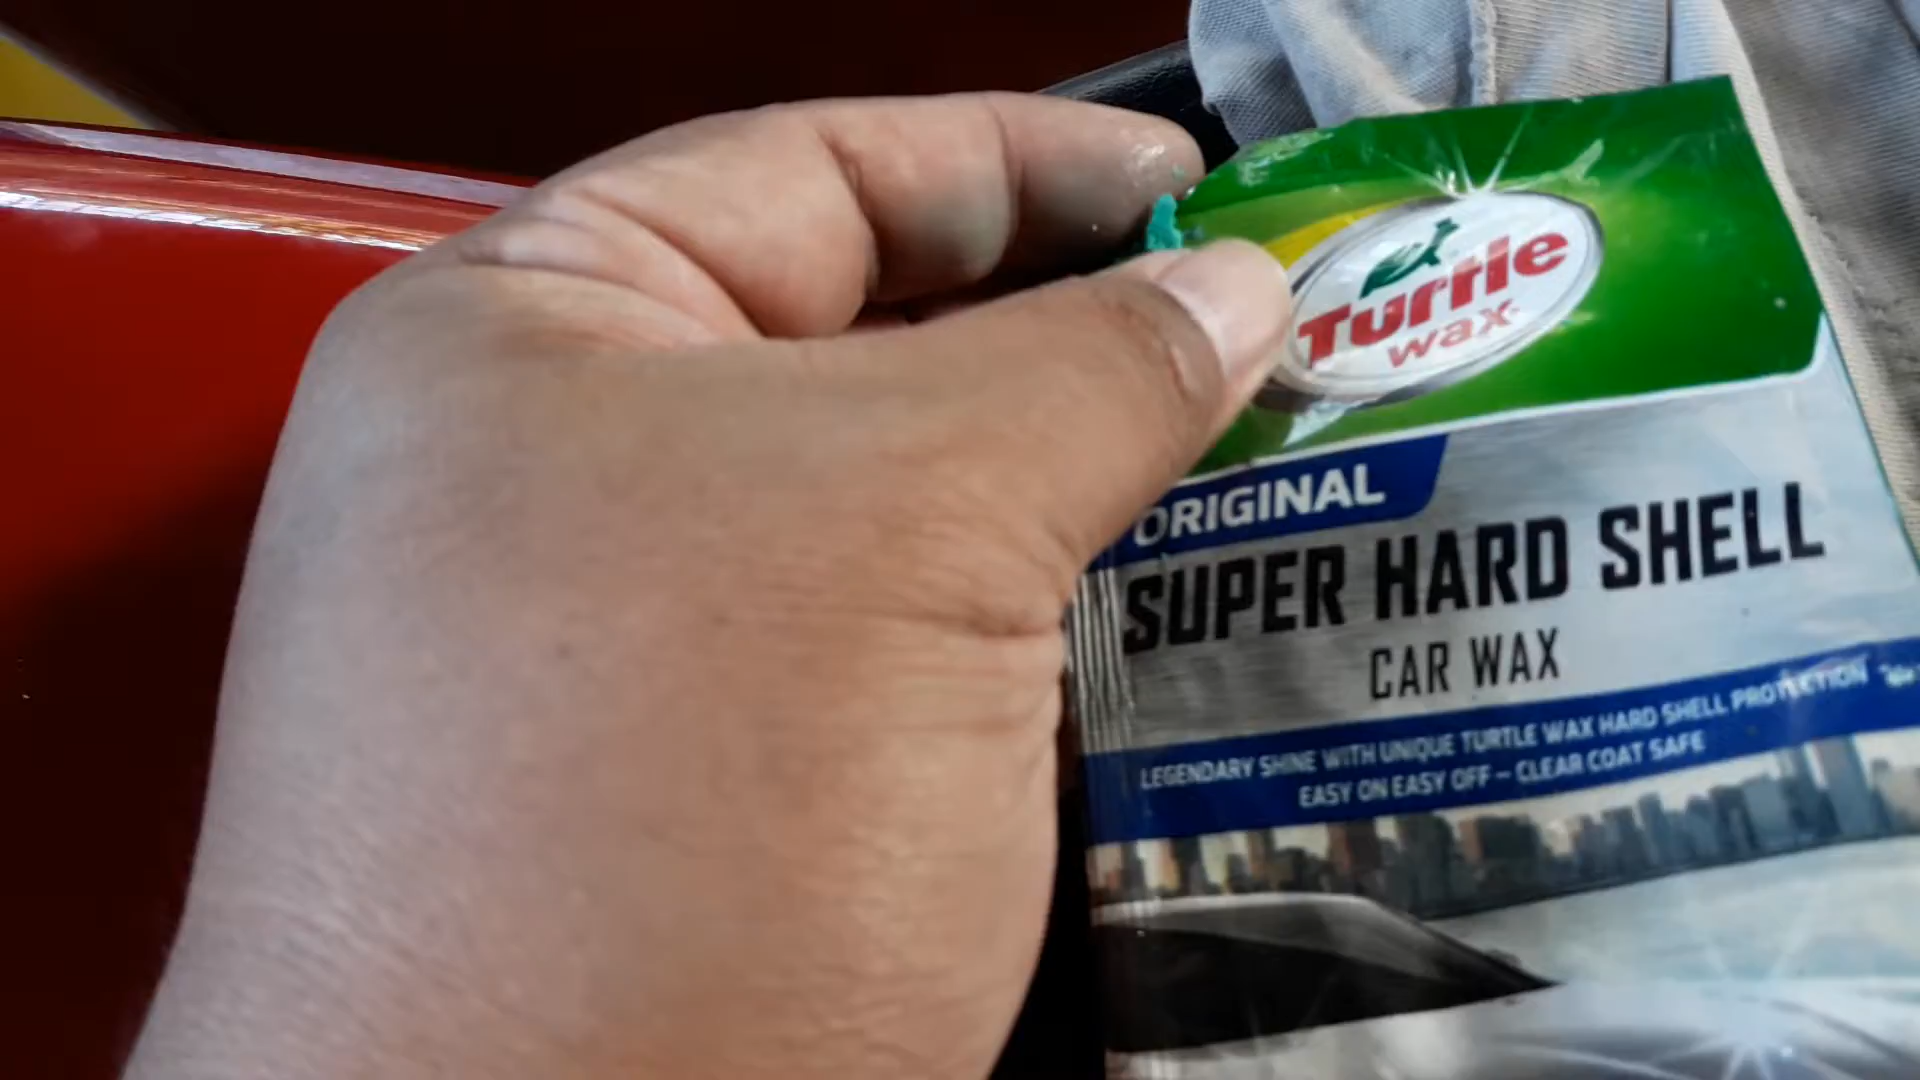 Turtle
wax
ORIGINAL
SUPER HARD SHELL
CAR WAX
LEGENDARY SHINE WITH UNIQUE TURTLE WAX HARD SHELL PROTECTION
EASY ON EASY OFF – CLEAR COAT SAFE